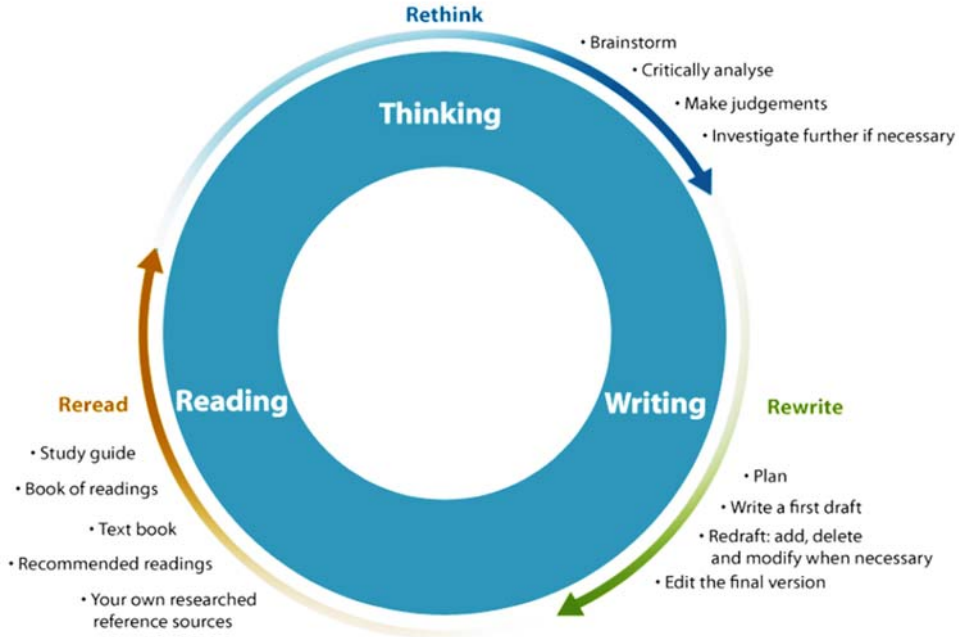 Rethink
• Brainstorm
• Critically analyse
• Make judgements
• Investigate further if necessary
Thinking
Reading
Writing
Reread
• Study guide
• Book of readings
• Text book
• Recommended readings
• Your own researched
reference sources
Rewrite
• Plan
• Write a first draft
• Redraft: add, delete
and modify when necessary
• Edit the final version